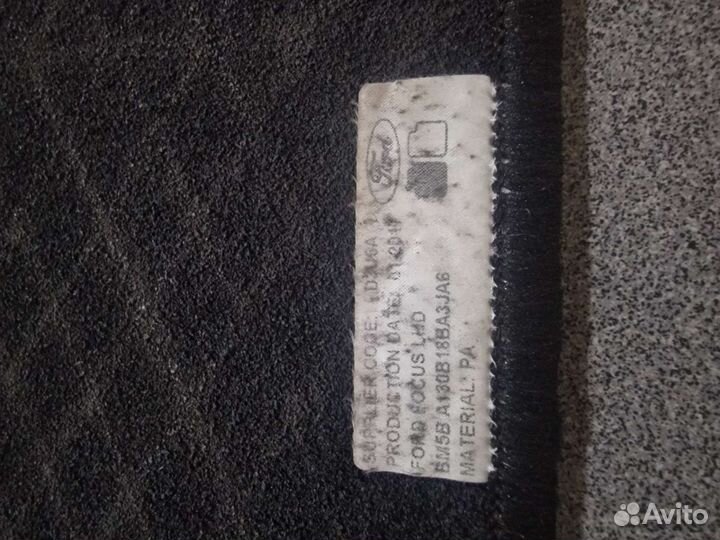 Ford
SUPPLIER CODE:
PRODUCTION DATE:
FORD FOCUS LHD
BM5B A130B18BA3JA6
MATERIAL: PA
Avito